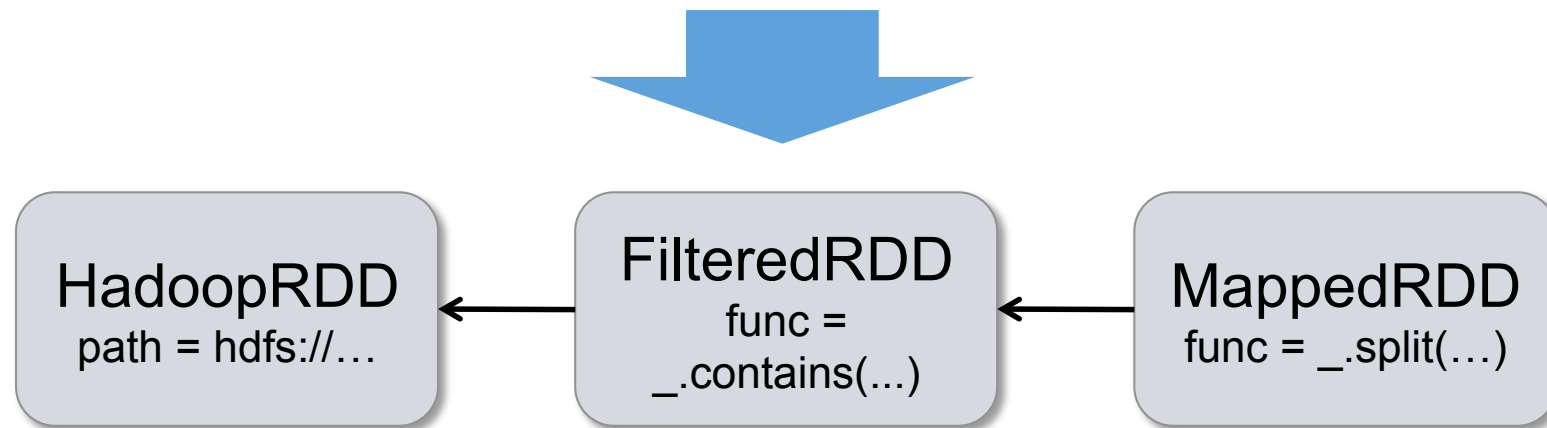 HadoopRDD
path = hdfs://…
FilteredRDD
func =
_.contains(...)
MappedRDD
func = _.split(…)